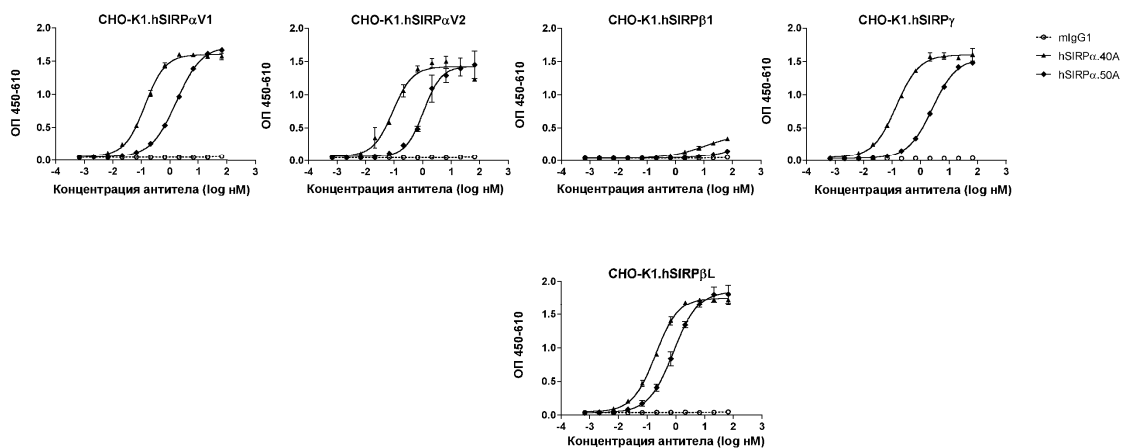 CHO-K1.hSIRPαV1
ОП 450-610
2.0
1.5
1.0
0.5
0.0
-4 -3 -2 -1 0 1 2 3
Концентрация антитела (log нМ)
CHO-K1.hSIRPαV2
ОП 450-610
2.0
1.5
1.0
0.5
0.0
-4 -3 -2 -1 0 1 2 3
Концентрация антитела (log нМ)
CHO-K1.hSIRPβ1
ОП 450-610
2.0
1.5
1.0
0.5
0.0
-4 -3 -2 -1 0 1 2 3
Концентрация антитела (log нМ)
CHO-K1.hSIRPγ
ОП 450-610
2.0
1.5
1.0
0.5
0.0
-4 -3 -2 -1 0 1 2 3
Концентрация антитела (log нМ)
mIgG1
hSIRPα.40A
hSIRPα.50A
CHO-K1.hSIRPβL
ОП 450-610
2.0
1.5
1.0
0.5
0.0
-4 -3 -2 -1 0 1 2 3
Концентрация антитела (log нМ)